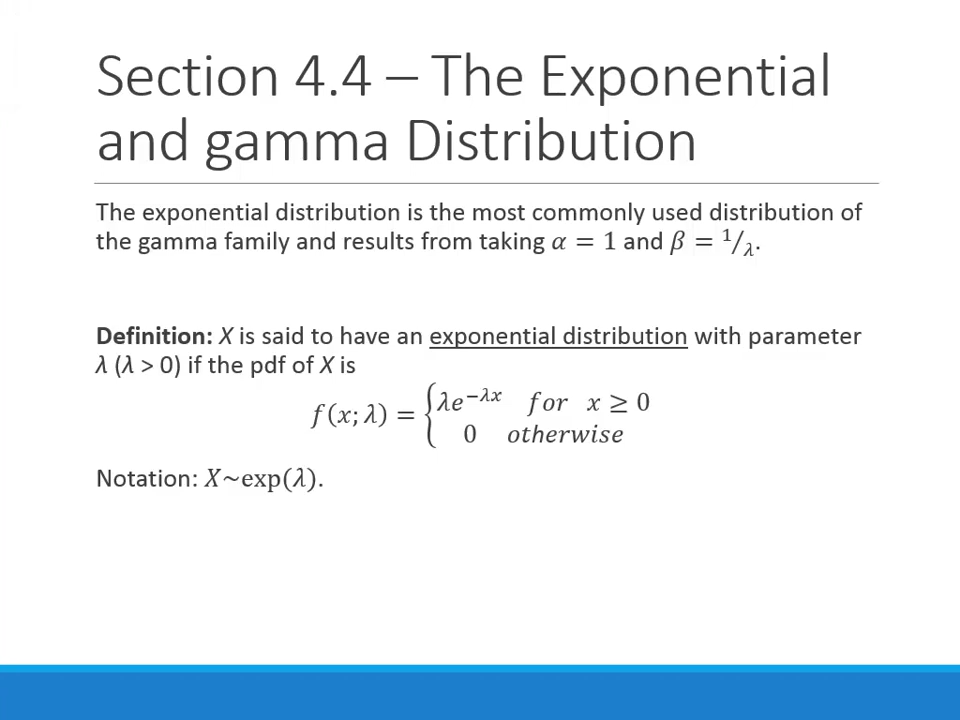 Section 4.4 – The Exponential
and gamma Distribution
The exponential distribution is the most commonly used distribution of
the gamma family and results from taking α = 1 and β = 1/λ.
Definition: X is said to have an exponential distribution with parameter
λ (λ > 0) if the pdf of X is
f(x; λ) = {λe^{−λx} for x ≥ 0
0 otherwise
Notation: X~exp(λ).